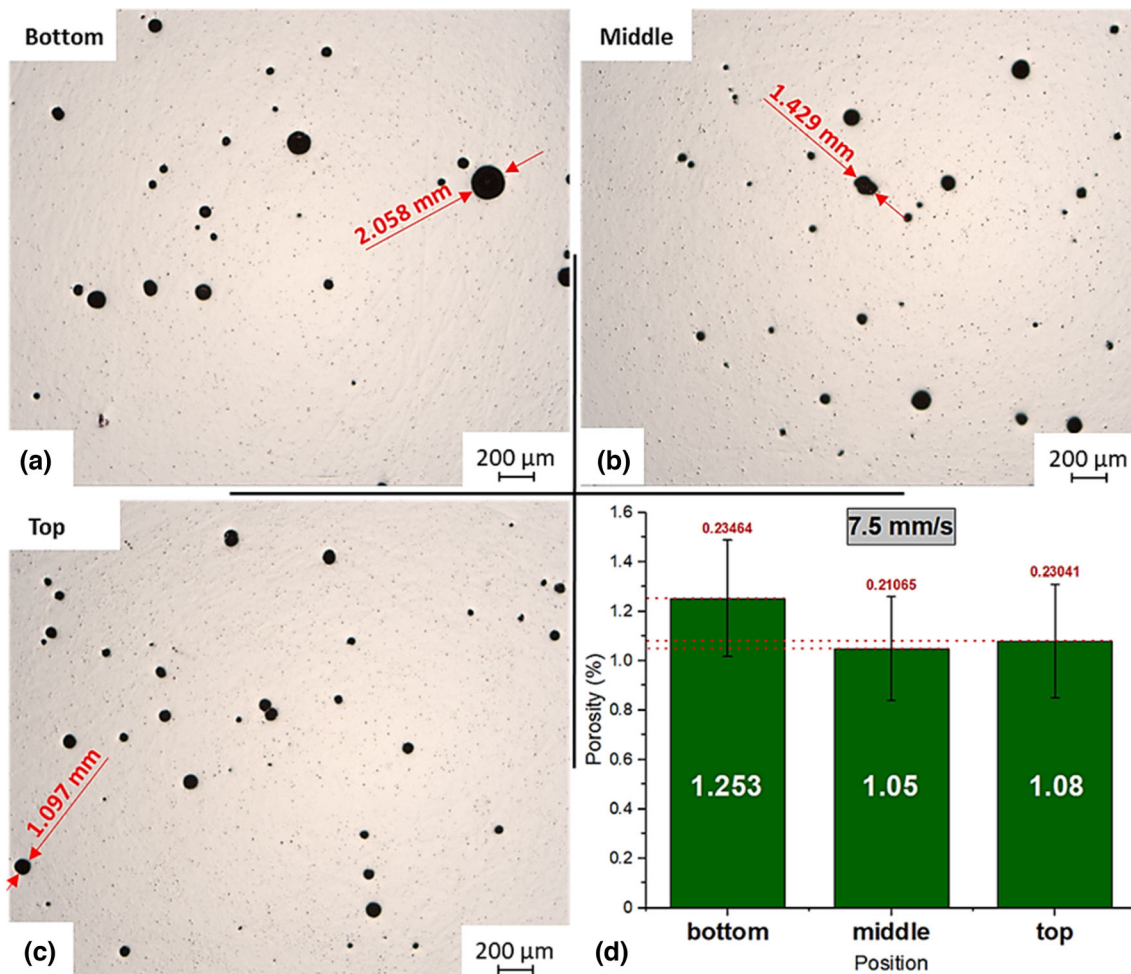 Bottom
2.058 mm
(a)
200 μm
Middle
1.429 mm
(b)
200 μm
Top
1.097 mm
(c)
200 μm
7.5 mm/s
1.6
1.4
1.2
1.0
0.8
0.6
0.4
0.2
0
Porosity (%)
0.23464
0.21065
0.23041
1.253
1.05
1.08
bottom
middle
top
Position
(d)